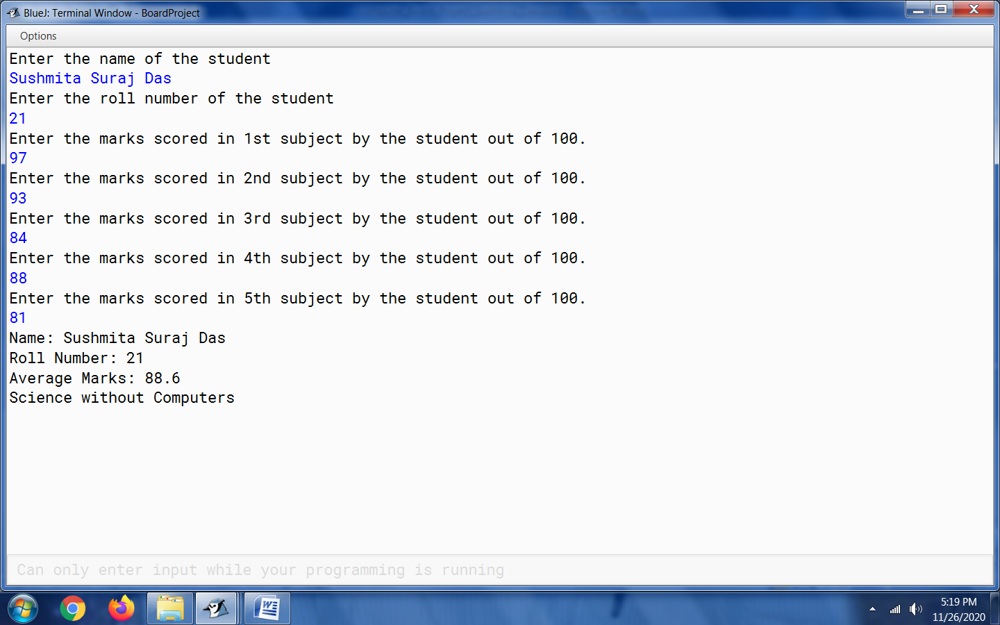 BlueJ: Terminal Window - BoardProject
Options
Enter the name of the student
Sushmita Suraj Das
Enter the roll number of the student
21
Enter the marks scored in 1st subject by the student out of 100.
97
Enter the marks scored in 2nd subject by the student out of 100.
93
Enter the marks scored in 3rd subject by the student out of 100.
84
Enter the marks scored in 4th subject by the student out of 100.
88
Enter the marks scored in 5th subject by the student out of 100.
81
Name: Sushmita Suraj Das
Roll Number: 21
Average Marks: 88.6
Science without Computers
Can only enter input while your programming is running
5:19 PM
11/26/2020